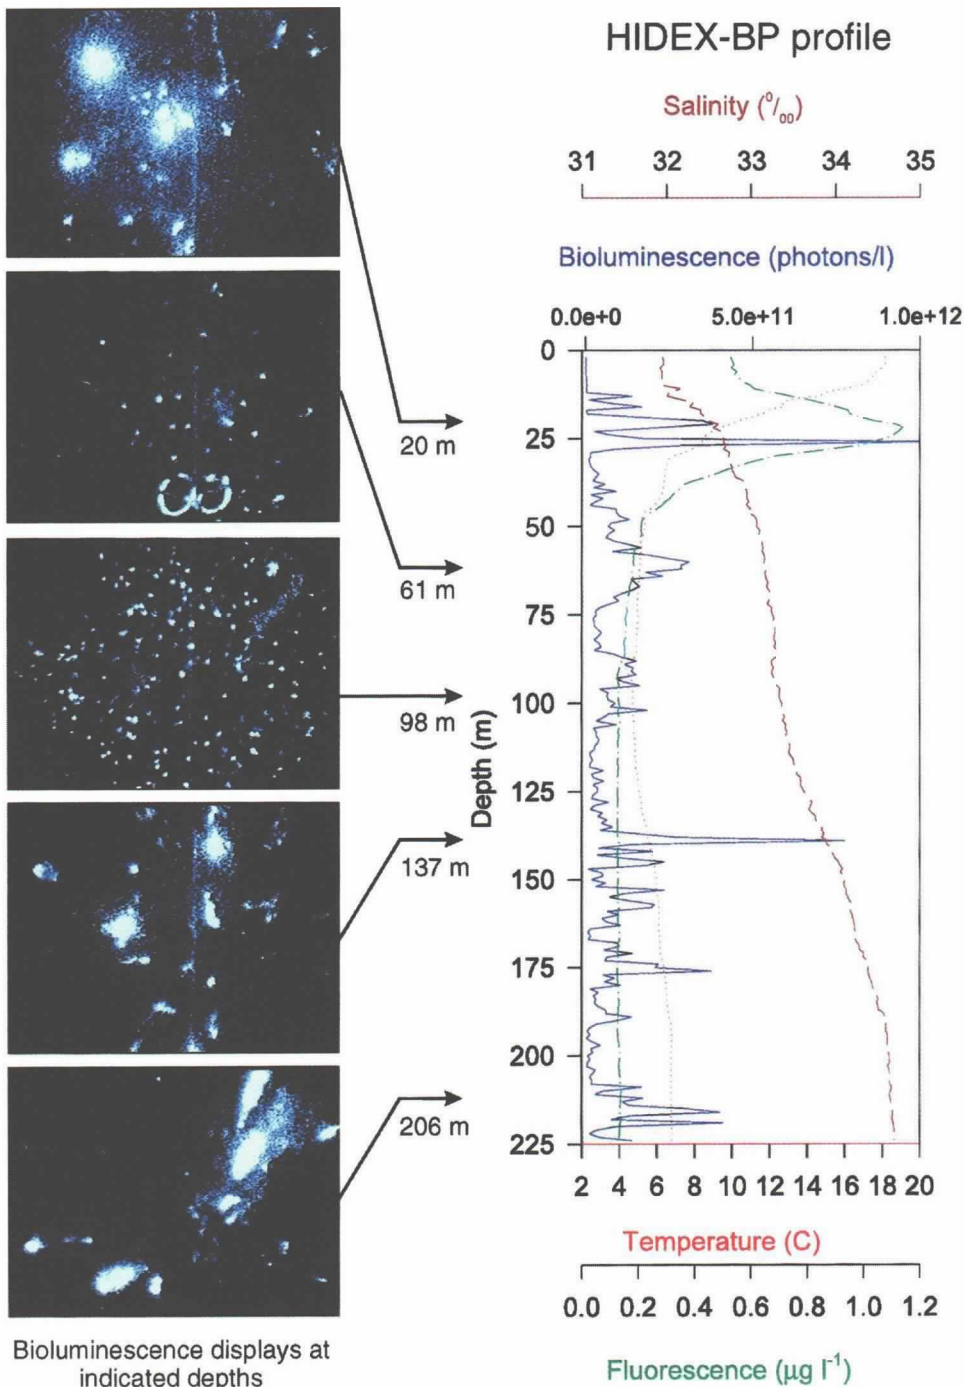 HIDEX-BP profile
Salinity (⁰/₀₀)
31 32 33 34 35
Bioluminescence (photons/l)
0.0e+0 5.0e+11 1.0e+12
0
25
50
75
100
125
150
175
200
225
Depth (m)
20 m
61 m
98 m
137 m
206 m
2 4 6 8 10 12 14 16 18 20
Temperature (C)
0.0 0.2 0.4 0.6 0.8 1.0 1.2
Fluorescence (µg l⁻¹)
Bioluminescence displays at
indicated depths